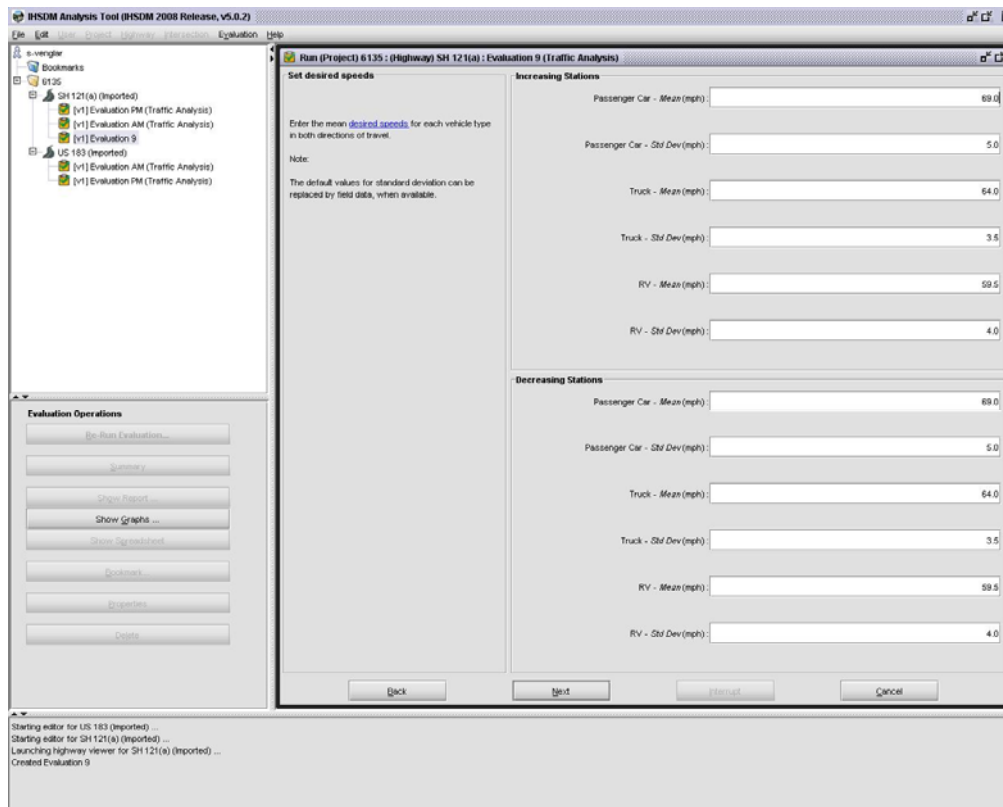 IHSDM Analysis Tool (IHSDM 2008 Release, v5.0.2)
File Edit User Project Highway Intersection Evaluation Help
s-venglar
Bookmarks
6135
SH 121(a) (Imported)
[v1] Evaluation PM (Traffic Analysis)
[v1] Evaluation AM (Traffic Analysis)
[v1] Evaluation 9
US 183 (Imported)
[v1] Evaluation AM (Traffic Analysis)
[v1] Evaluation PM (Traffic Analysis)
Evaluation Operations
Re-Run Evaluation...
Summary
Show Report ...
Show Graphs ...
Show Spreadsheet
Bookmark...
Properties
Delete
Run (Project) 6135 : (Highway) SH 121(a) : Evaluation 9 (Traffic Analysis)
Set desired speeds
Enter the mean desired speeds for each vehicle type
in both directions of travel.
Note:
The default values for standard deviation can be
replaced by field data, when available.
Increasing Stations
Passenger Car - Mean (mph) : 69.0
Passenger Car - Std Dev (mph) : 5.0
Truck - Mean (mph) : 64.0
Truck - Std Dev (mph) : 3.5
RV - Mean (mph) : 59.5
RV - Std Dev (mph) : 4.0
Decreasing Stations
Passenger Car - Mean (mph) : 69.0
Passenger Car - Std Dev (mph) : 5.0
Truck - Mean (mph) : 64.0
Truck - Std Dev (mph) : 3.5
RV - Mean (mph) : 59.5
RV - Std Dev (mph) : 4.0
Back Next Interrupt Cancel
Starting editor for US 183 (Imported) ...
Starting editor for SH 121(a) (Imported) ...
Launching highway viewer for SH 121(a) (Imported) ...
Created Evaluation 9